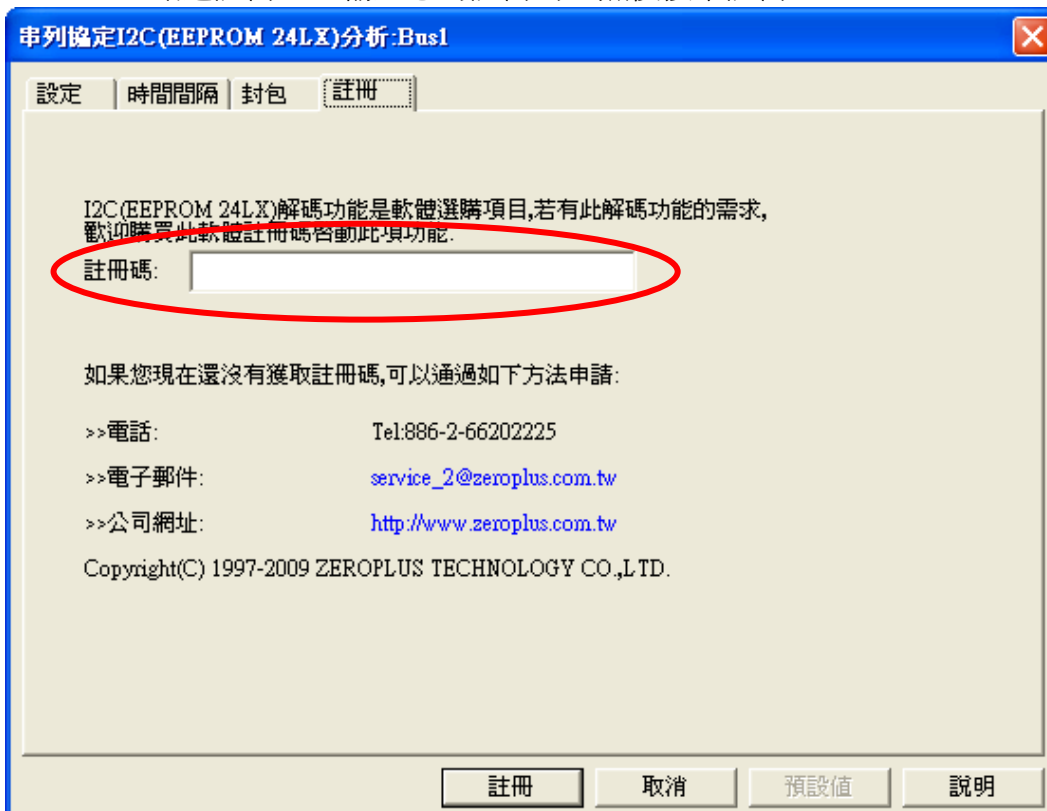 串列協定I2C(EEPROM 24LX)分析:Bus1
設定 時間間隔 封包 註冊
I2C(EEPROM 24LX)解碼功能是軟體選購項目,若有此解碼功能的需求,
歡迎購買此軟體註冊碼啓動此項功能.
註冊碼:
如果您現在還沒有獲取註冊碼,可以通過如下方法申請:
>>電話: Tel:886-2-66202225
>>電子郵件: service_2@zeroplus.com.tw
>>公司網址: http://www.zeroplus.com.tw
Copyright(C) 1997-2009 ZEROPLUS TECHNOLOGY CO.,LTD.
註冊 取消 預設值 說明